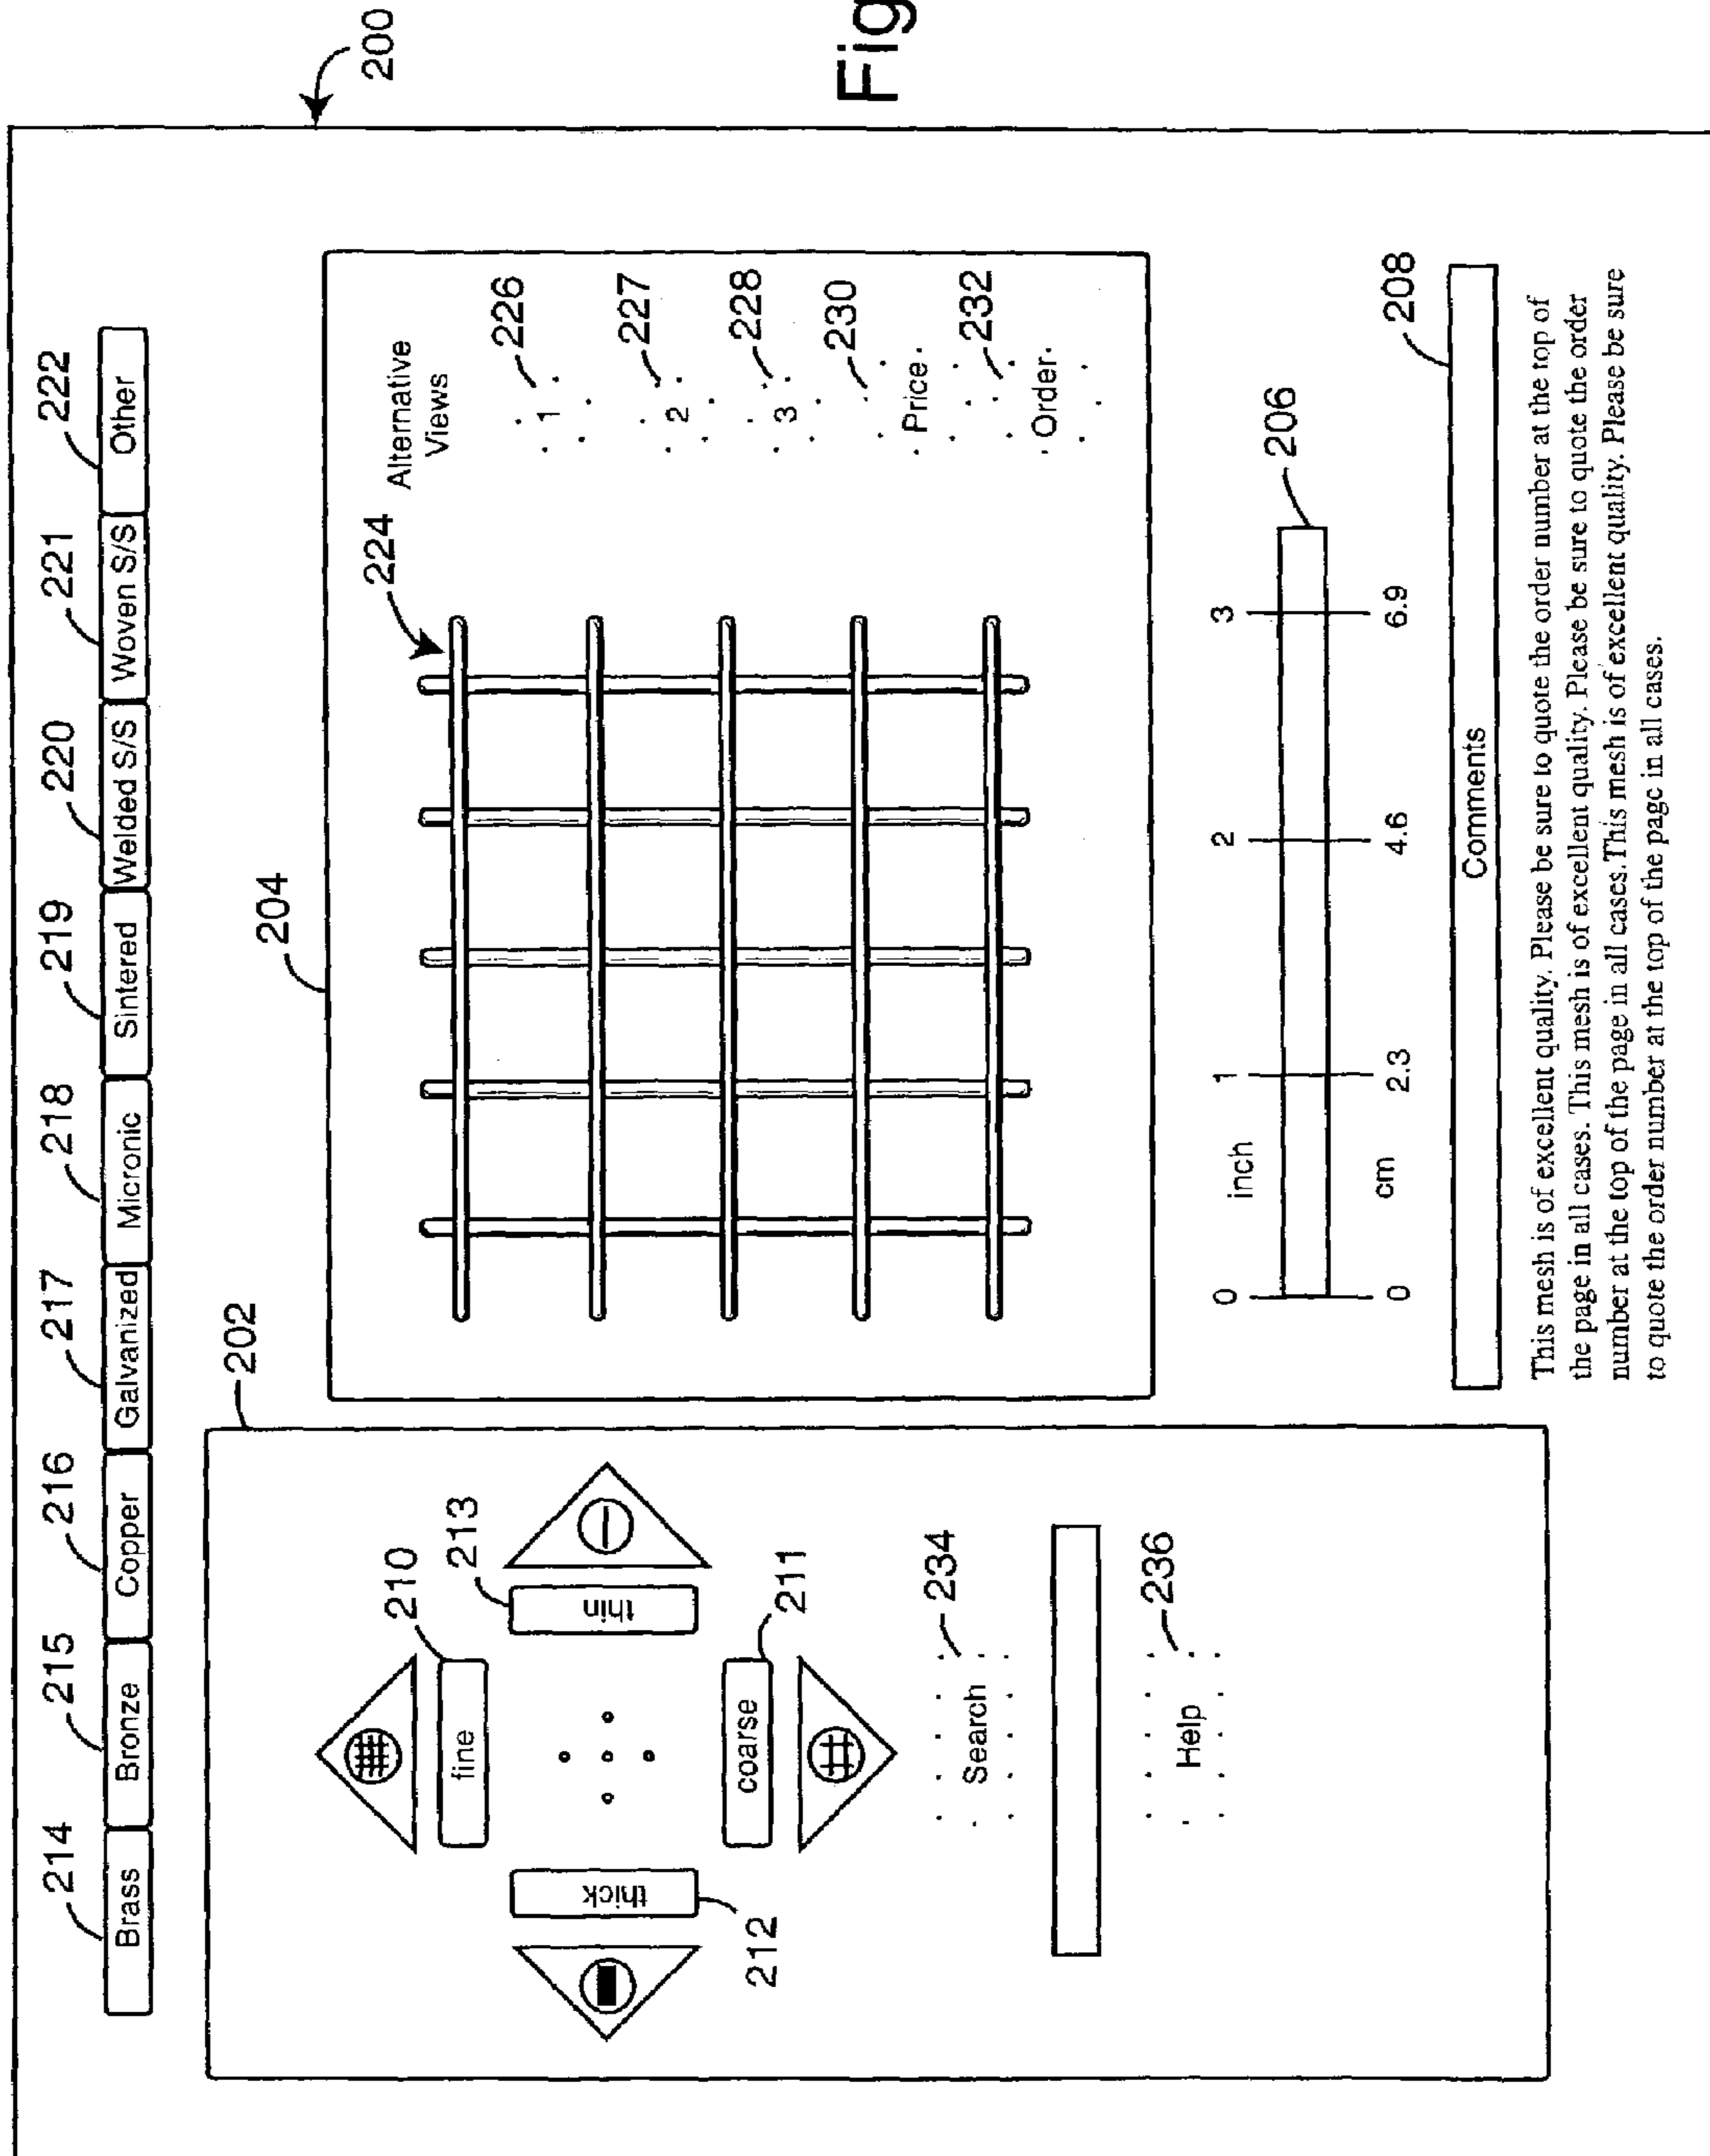 200
214 215 216 217 218 219 220 221 222
Brass Bronze Copper Galvanized Micronic Sintered Welded S/S Woven S/S Other
202
204
210
213
fine
thick
thin
212
coarse
211
Search
234
Help
236
224
Alternative
Views
1
226
2
227
3
228
Price
230
Order
232
0 inch 1 2 3
206
0 cm 2.3 4.6 6.9
208
Comments
This mesh is of excellent quality. Please be sure to quote the order number at the top of
the page in all cases. This mesh is of excellent quality. Please be sure to quote the order
number at the top of the page in all cases.This mesh is of excellent quality. Please be sure
to quote the order number at the top of the page in all cases.
Fig